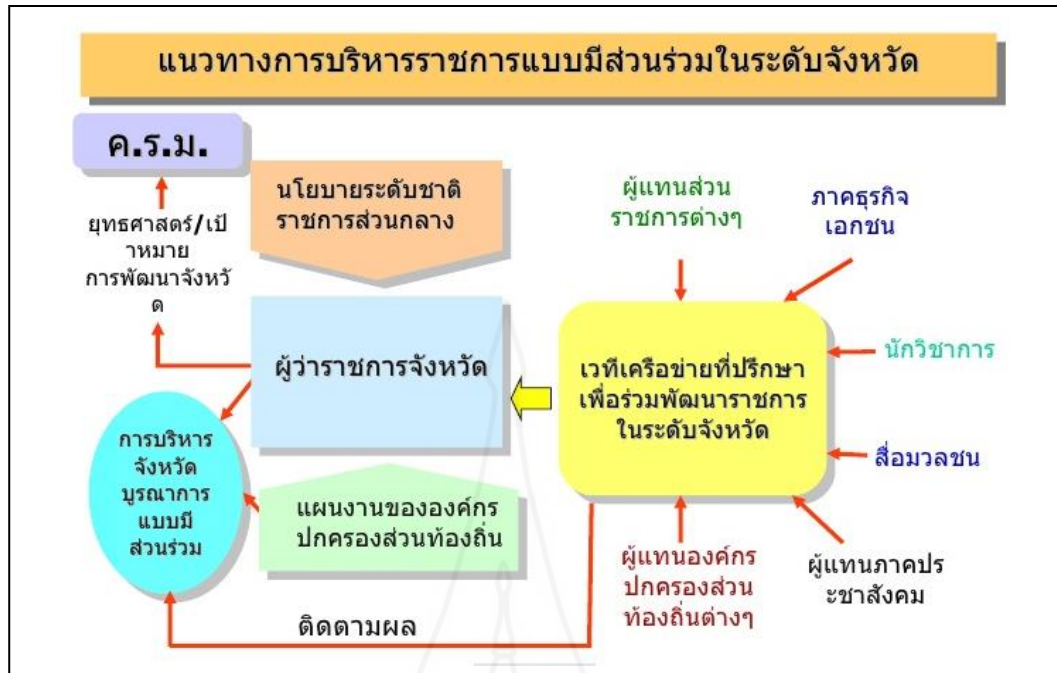 แนวทางการบริหารราชการแบบมีส่วนร่วมในระดับจังหวัด
ค.ร.ม.
นโยบายระดับชาติ
ราชการส่วนกลาง
ยุทธศาสตร์/เป้
าหมาย
การพัฒนาจังหวั
ด
ผู้ว่าราชการจังหวัด
การบริหาร
จังหวัด
บูรณาการ
แบบมี
ส่วนร่วม
แผนงานขององค์กร
ปกครองส่วนท้องถิ่น
ติดตามผล
ผู้แทนส่วน
ราชการต่างๆ
ภาคธุรกิจ
เอกชน
เวทีเครือข่ายที่ปรึกษา
เพื่อร่วมพัฒนาราชการ
ในระดับจังหวัด
นักวิชาการ
สื่อมวลชน
ผู้แทนองค์กร
ปกครองส่วน
ท้องถิ่นต่างๆ
ผู้แทนภาคปร
ะชาสังคม